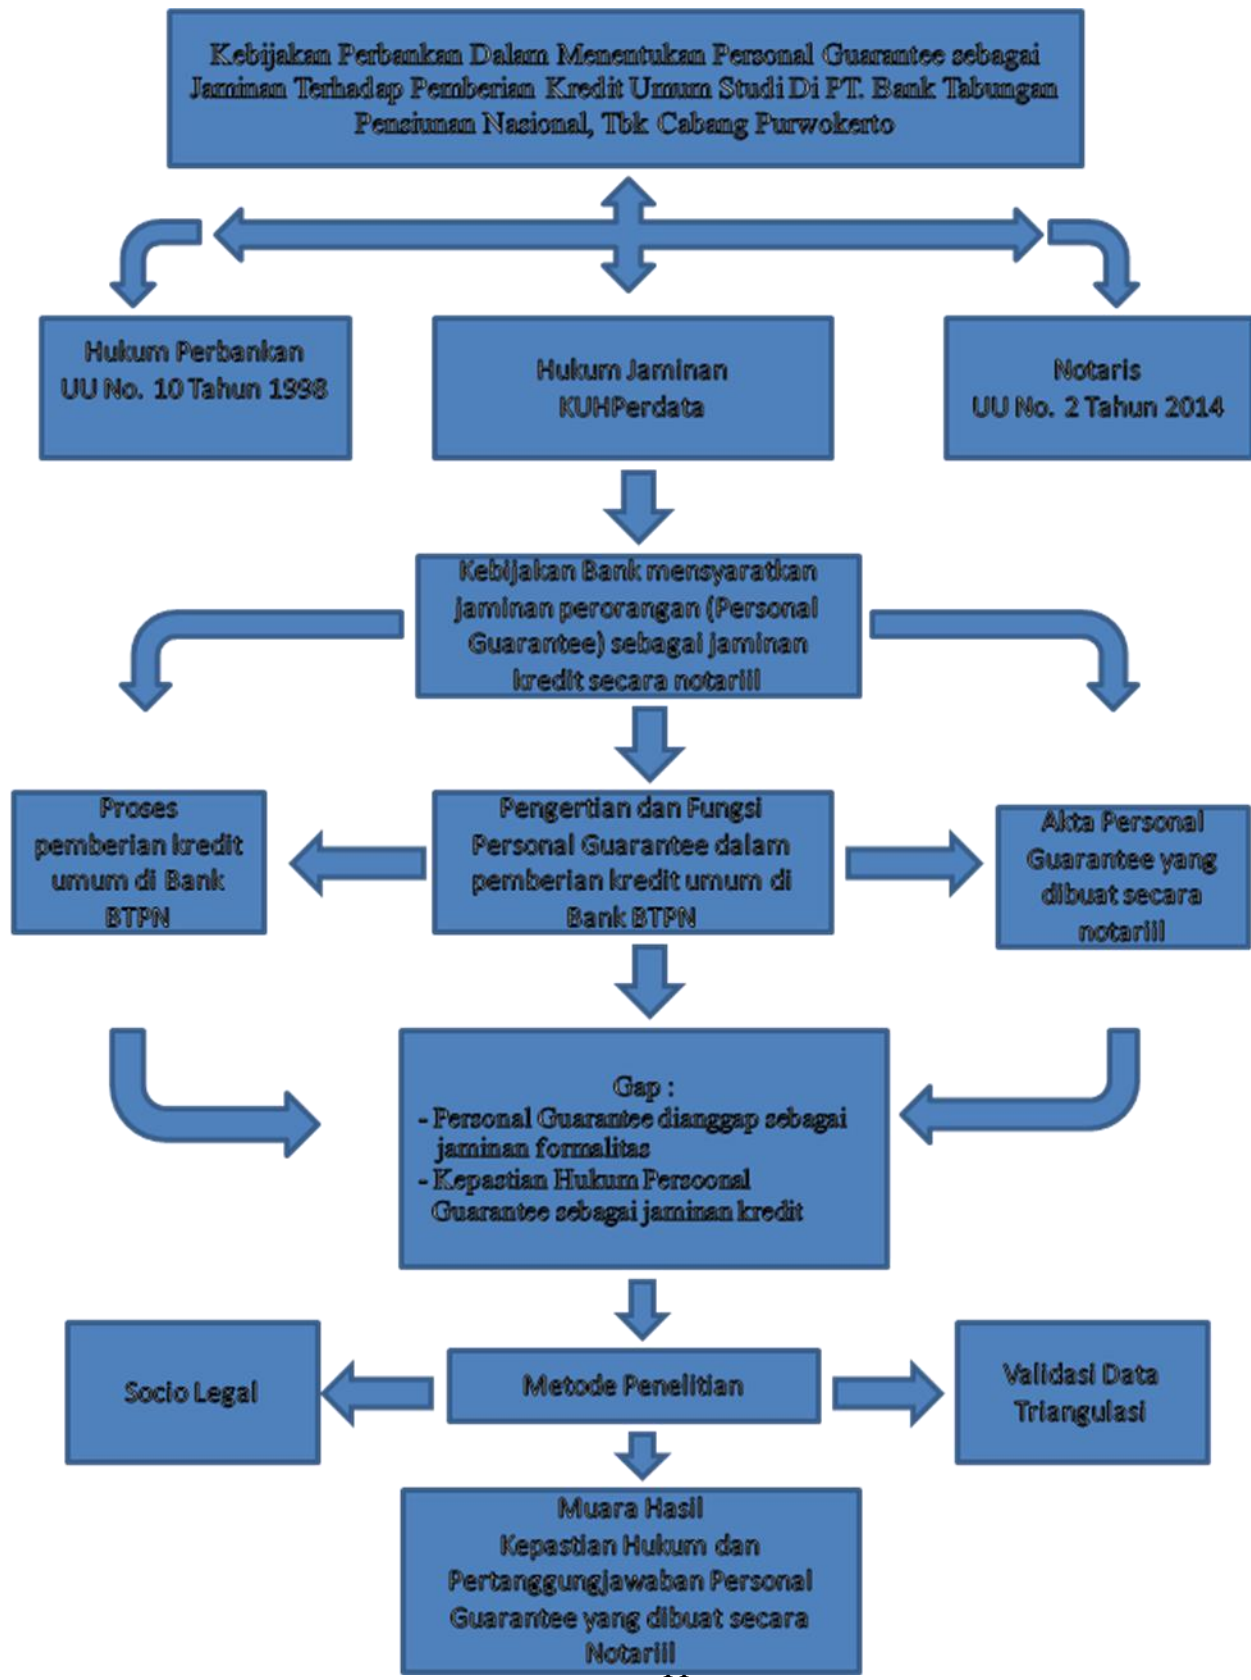 Kebijakan Perbankan Dalam Menentukan Personal Guarantee sebagai
Jaminan Terhadap Pemberian Kredit Umum Studi Di PT. Bank Tabungan
Pensiunan Nasional, Tbk Cabang Purwokerto
Hukum Perbankan
UU No. 10 Tahun 1998
Hukum Jaminan
KUHPerdata
Notaris
UU No. 2 Tahun 2014
Kebijakan Bank mensyaratkan
jaminan perorangan (Personal
Guarantee) sebagai jaminan
kredit secara notariil
Proses
pemberian kredit
umum di Bank
BTPN
Pengertian dan Fungsi
Personal Guarantee dalam
pemberian kredit umum di
Bank BTPN
Akta Personal
Guarantee yang
dibuat secara
notariil
Gap :
- Personal Guarantee dianggap sebagai
jaminan formalitas
- Kepastian Hukum Persoonal
Guarantee sebagai jaminan kredit
Socio Legal
Metode Penelitian
Validasi Data
Triangulasi
Muara Hasil
Kepastian Hukum dan
Pertanggungjawaban Personal
Guarantee yang dibuat secara
Notariil